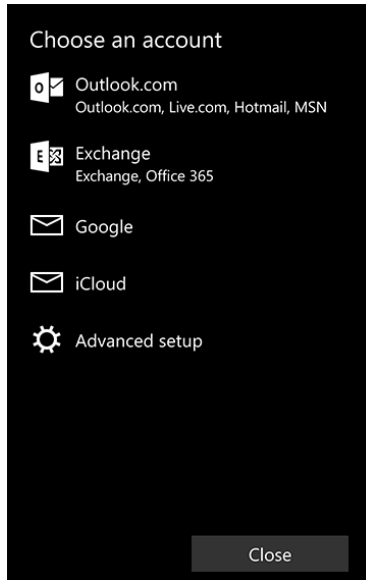 Choose an account
Outlook.com
Outlook.com, Live.com, Hotmail, MSN
Exchange
Exchange, Office 365
Google
iCloud
Advanced setup
Close